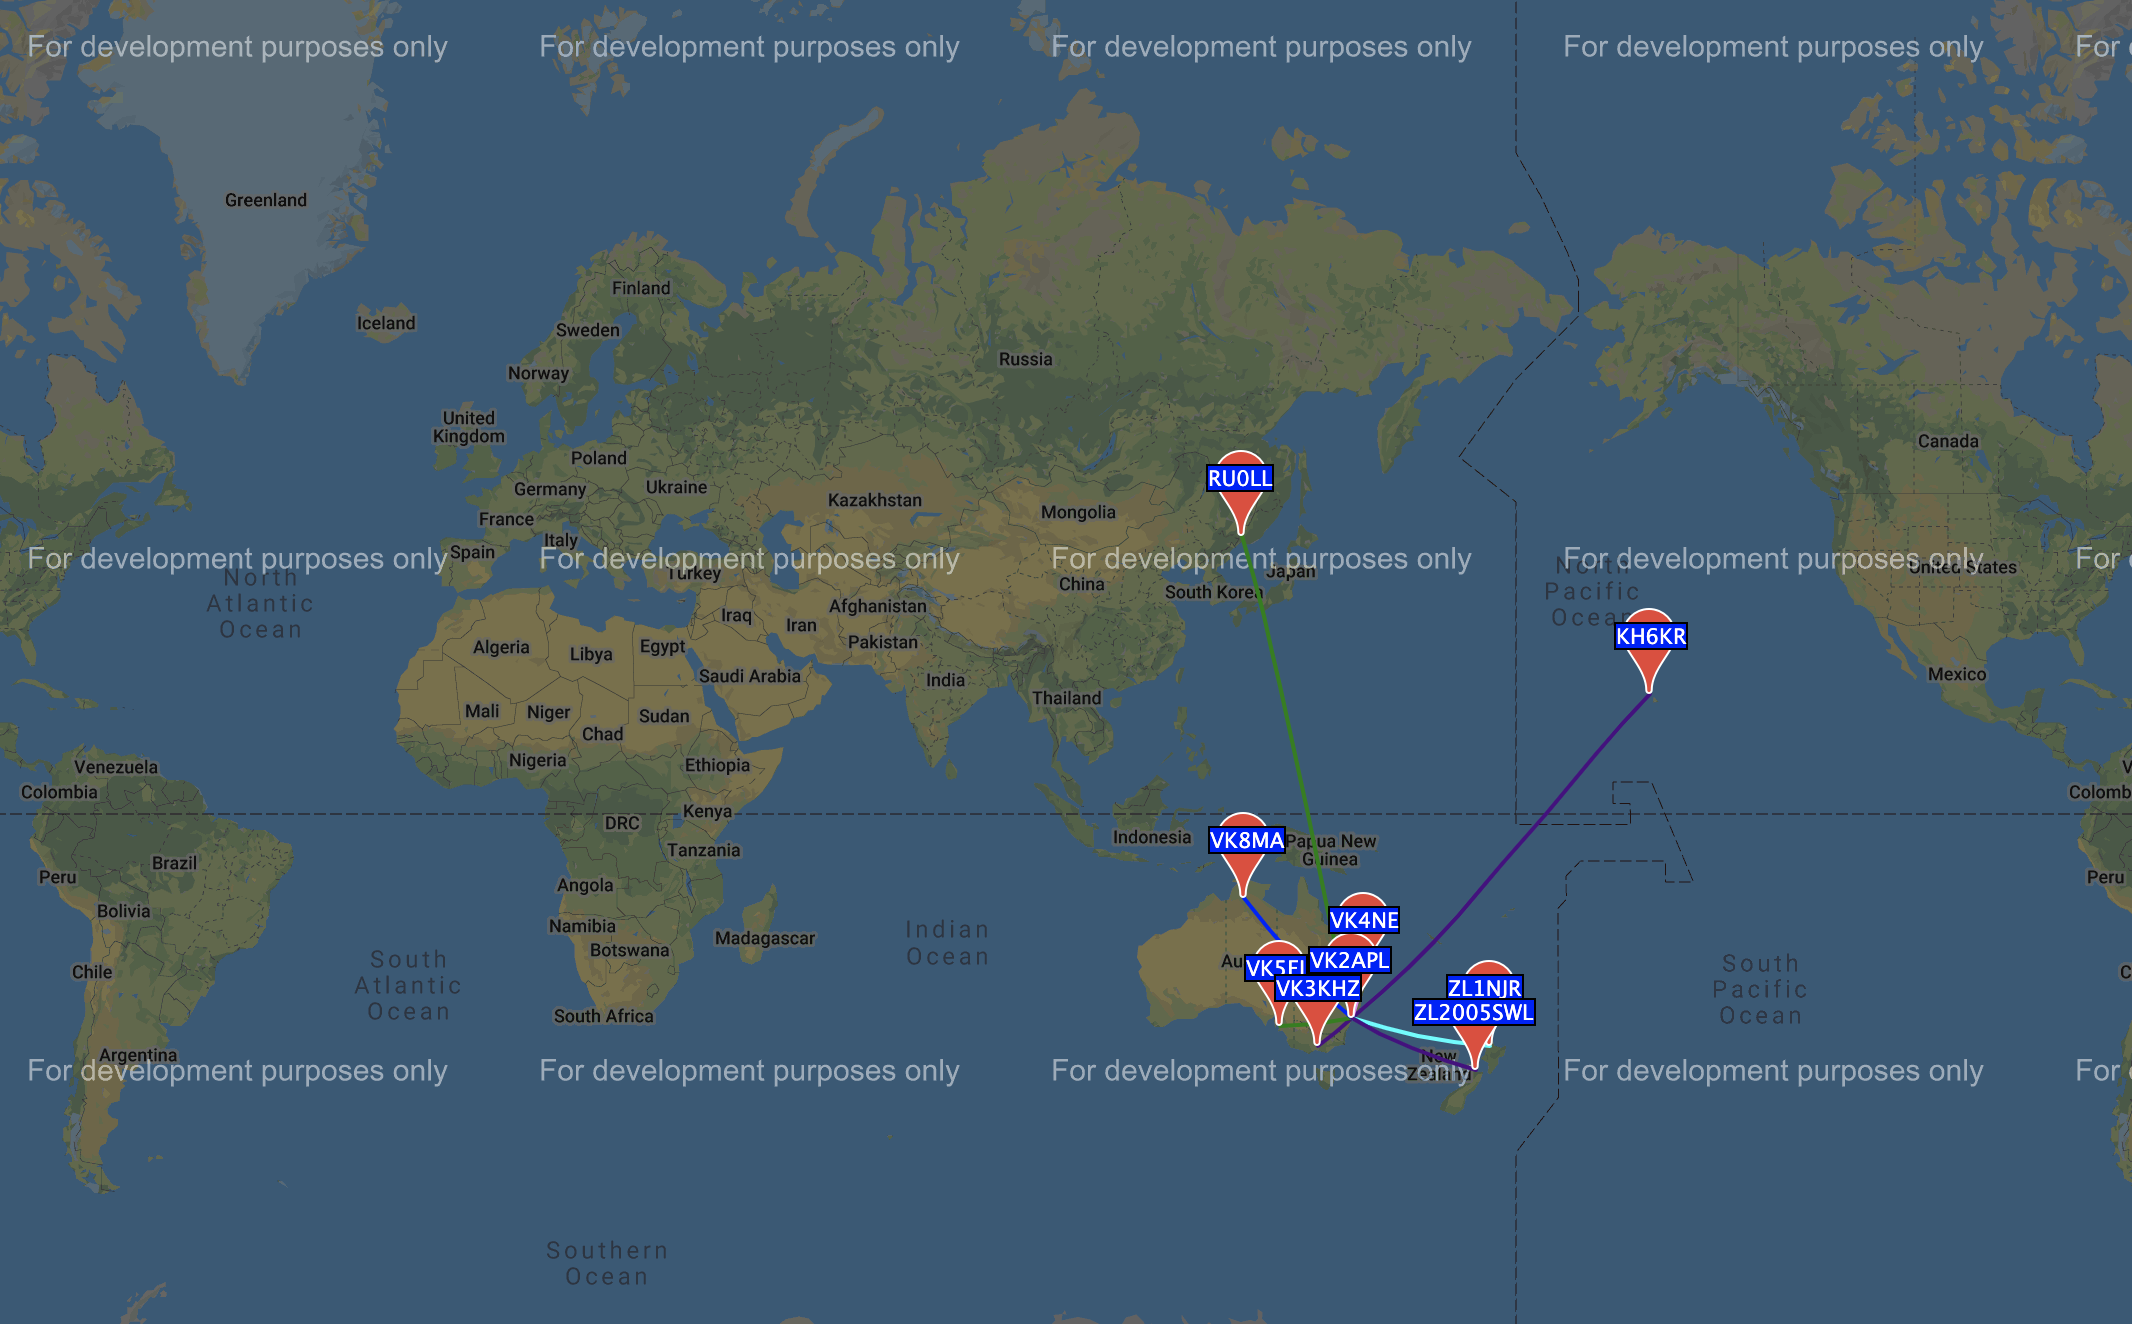 For development purposes only
For development purposes only
For development purposes only
For development purposes only
For
Greenland
Finland
Iceland
Sweden
Russia
Norway
United
Kingdom
Canada
Poland
RU0LL
Germany
Ukraine
Kazakhstan
Mongolia
France
Italy
Spain
For development purposes only
For development purposes only
For development purposes only
For development purposes only
For
Turkey
Japan
United States
North
Atlantic
Ocean
North
Pacific
Ocean
China
South Korea
Afghanistan
Iraq
Iran
Pakistan
KH6KR
Algeria
Libya
Egypt
Saudi Arabia
India
Mexico
Thailand
Mali
Niger
Sudan
Chad
Nigeria
Ethiopia
Venezuela
Colombia
Kenya
DRC
Indonesia
VK8MA
Papua New
Guinea
Tanzania
Brazil
Peru
Peru
Angola
Bolivia
VK4NE
Namibia
Botswana
Madagascar
Indian
Ocean
VK2APL
Chile
South
Atlantic
Ocean
VK3KHZ
ZL1NJR
ZL2005SWL
South
Pacific
Ocean
South Africa
Argentina
New
Zealand
For development purposes only
For development purposes only
For development purposes only
For development purposes only
For
Southern
Ocean